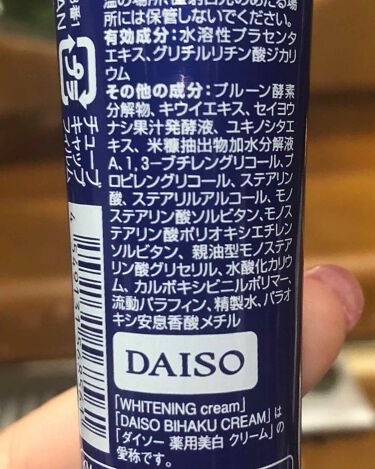 温の場所、直射日光のあたる場
所には保管しないでください。
有効成分：水溶性プラセンタ
エキス、グリチルリチン酸ジカリ
ウム
その他の成分：プルーン酵素
分解物、キウイエキス、セイヨウ
ナシ果汁発酵液、ユキノシタエ
キス、米糠抽出物加水分解液
A、1，3－ブチレングリコール、プ
ロピレングリコール、ステアリン
酸、ステアリルアルコール、モノ
ステアリン酸ソルビタン、モノス
テアリン酸ポリオキシエチレン
ソルビタン、親油型モノステア
リン酸グリセリル、水酸化カリウ
ム、カルボキシビニルポリマー、
流動パラフィン、精製水、パラオ
キシ安息香酸メチル
DAISO
「WHITENING cream」
「DAISO BIHAKU CREAM」は
「ダイソー 薬用美白 クリーム」の
愛称です。
プラ
チューブ
キャップ
フィルム